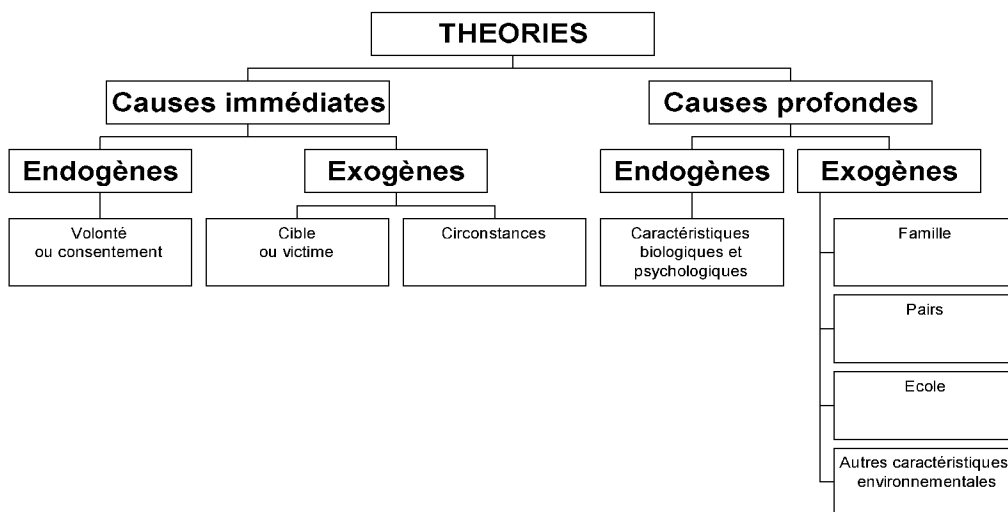 THEORIES
Causes immédiates
Causes profondes
Endogènes
Exogènes
Endogènes
Exogènes
Volonté
ou consentement
Cible
ou victime
Circonstances
Caractéristiques
biologiques et
psychologiques
Famille
Pairs
Ecole
Autres caractéristiques
environnementales